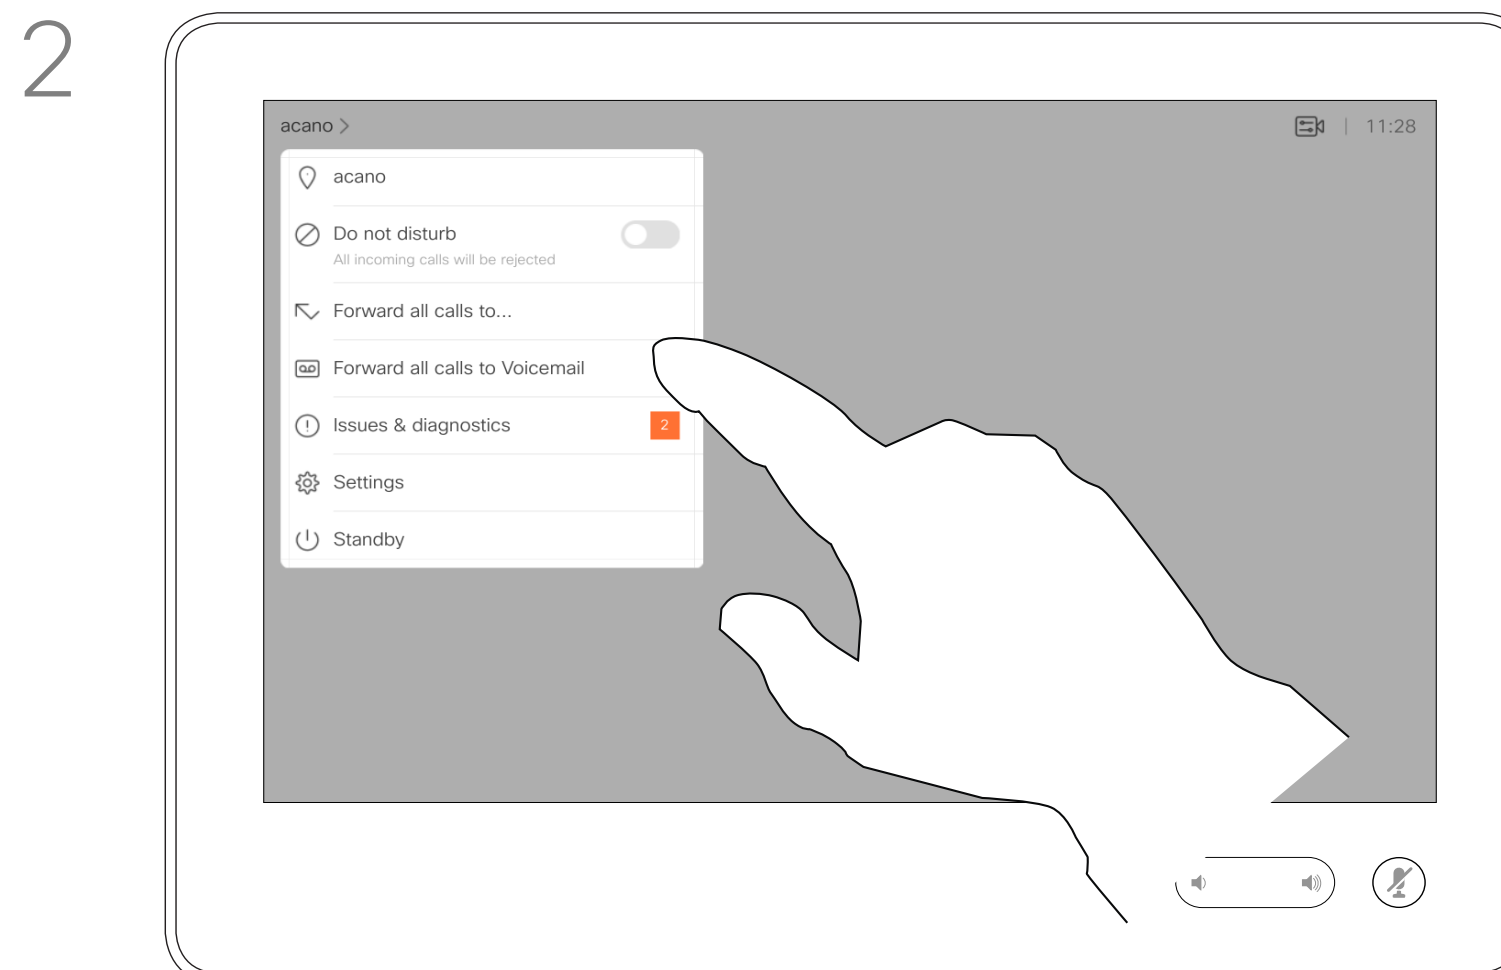 2
acano >
11:28
acano
Do not disturb
All incoming calls will be rejected
Forward all calls to...
Forward all calls to Voicemail
Issues & diagnostics 2
Settings
Standby